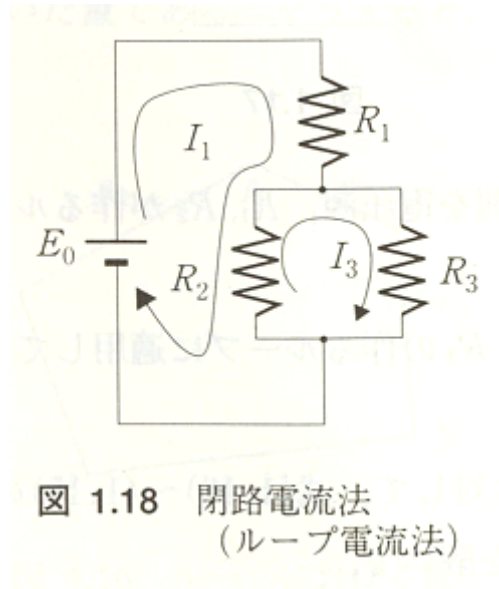 I₁
R₁
E₀
R₂
I₃
R₃
図 1.18 閉路電流法
(ループ電流法)